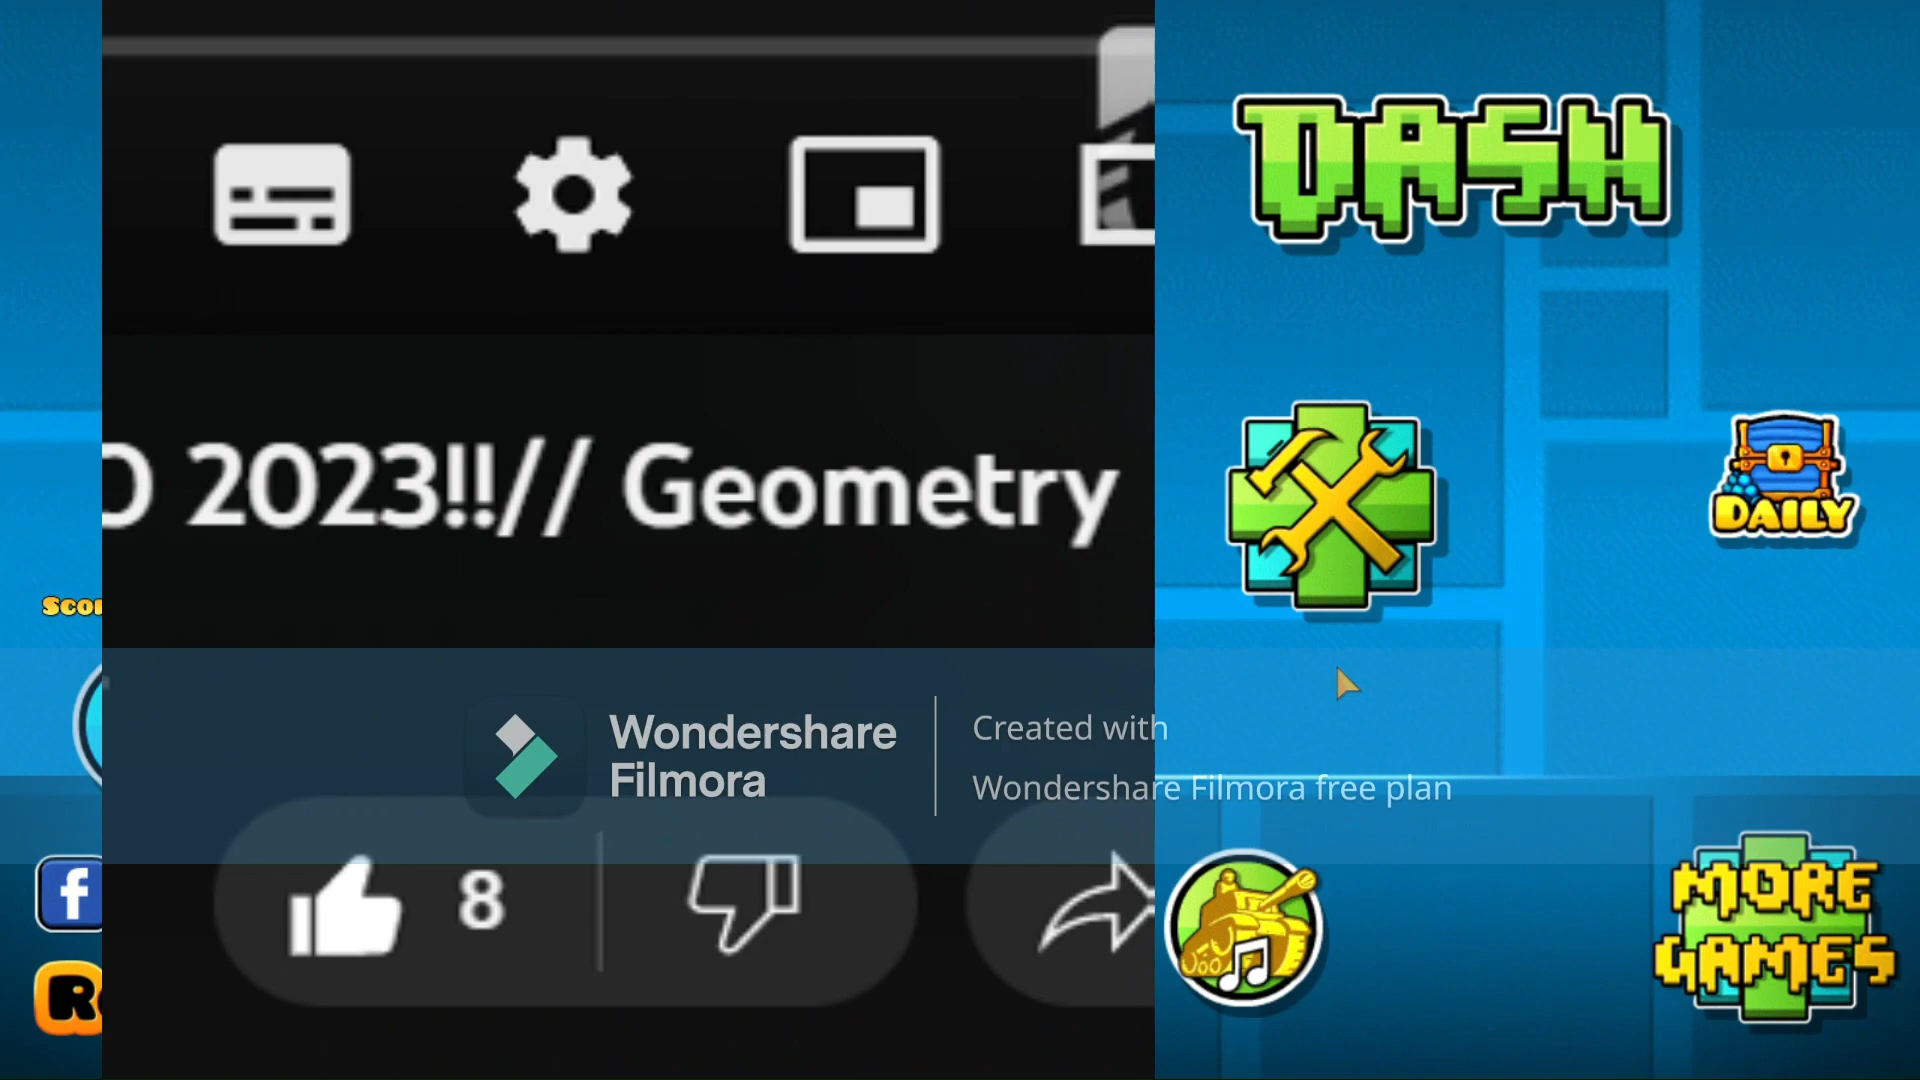 DASH
2023!!// Geometry
DAILY
Wondershare
Filmora
Created with
Wondershare Filmora free plan
8
MORE
GAMES